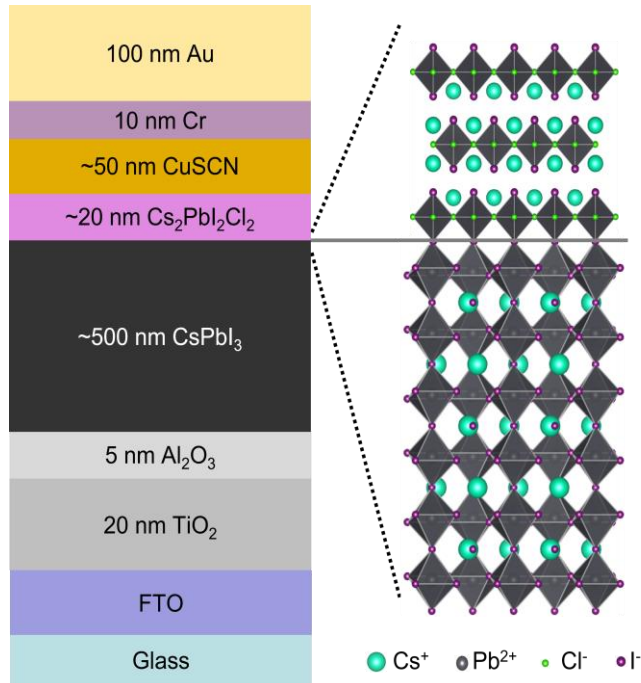 100 nm Au
10 nm Cr
~50 nm CuSCN
~20 nm Cs₂PbI₂Cl₂
~500 nm CsPbI₃
5 nm Al₂O₃
20 nm TiO₂
FTO
Glass
Cs⁺ Pb²⁺ Cl⁻ I⁻